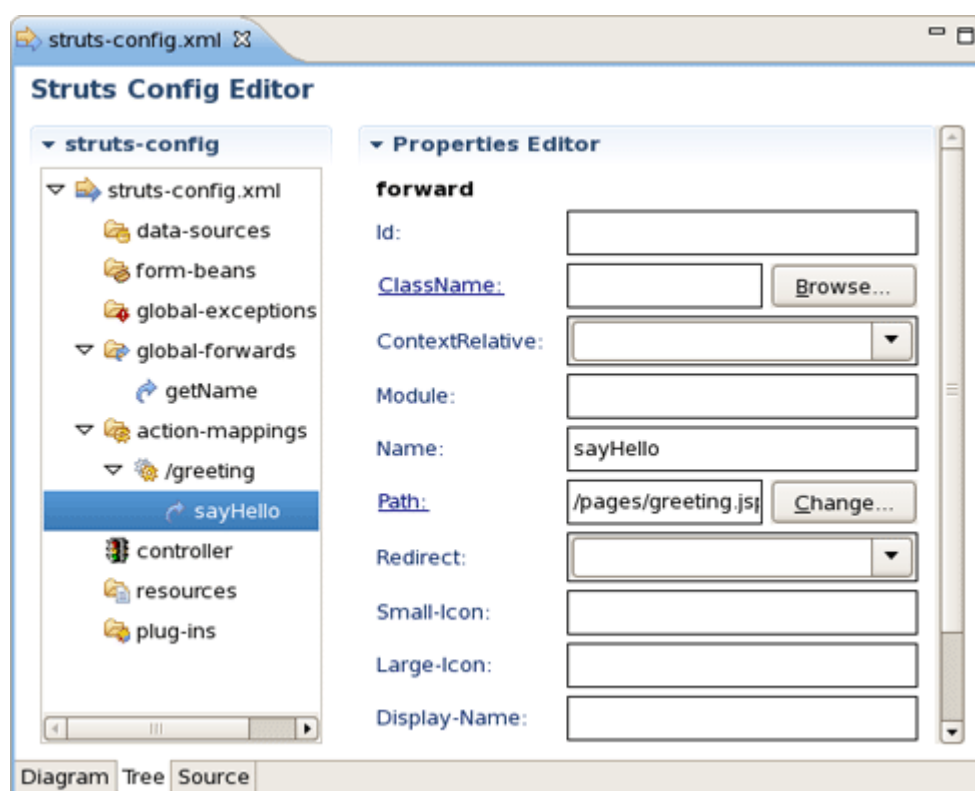 struts-config.xml
Struts Config Editor
struts-config
struts-config.xml
data-sources
form-beans
global-exceptions
global-forwards
getName
action-mappings
/greeting
sayHello
controller
resources
plug-ins
Properties Editor
forward
Id:
ClassName: Browse...
ContextRelative:
Module:
Name: sayHello
Path: /pages/greeting.jsp Change...
Redirect:
Small-Icon:
Large-Icon:
Display-Name:
Diagram Tree Source